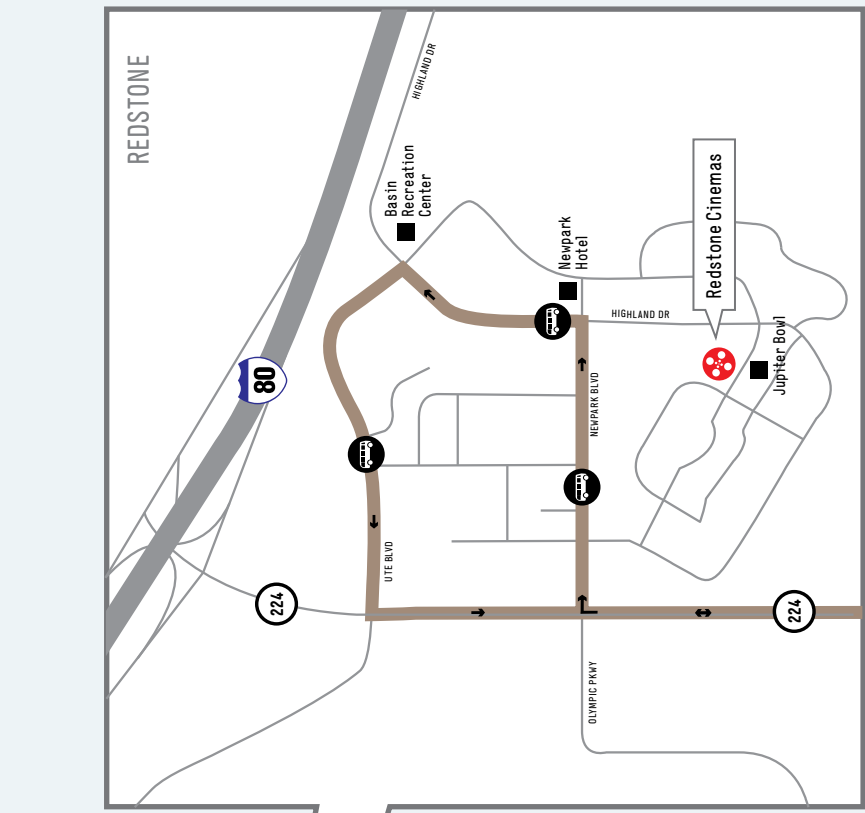 REDSTONE
HIGHLAND DR
Basin
Recreation
Center
Newpark
Hotel
Redstone Cinemas
HIGHLAND DR
Jupiter Bowl
80
NEWPARK BLVD
UTE BLVD
224
224
OLYMPIC PKWY